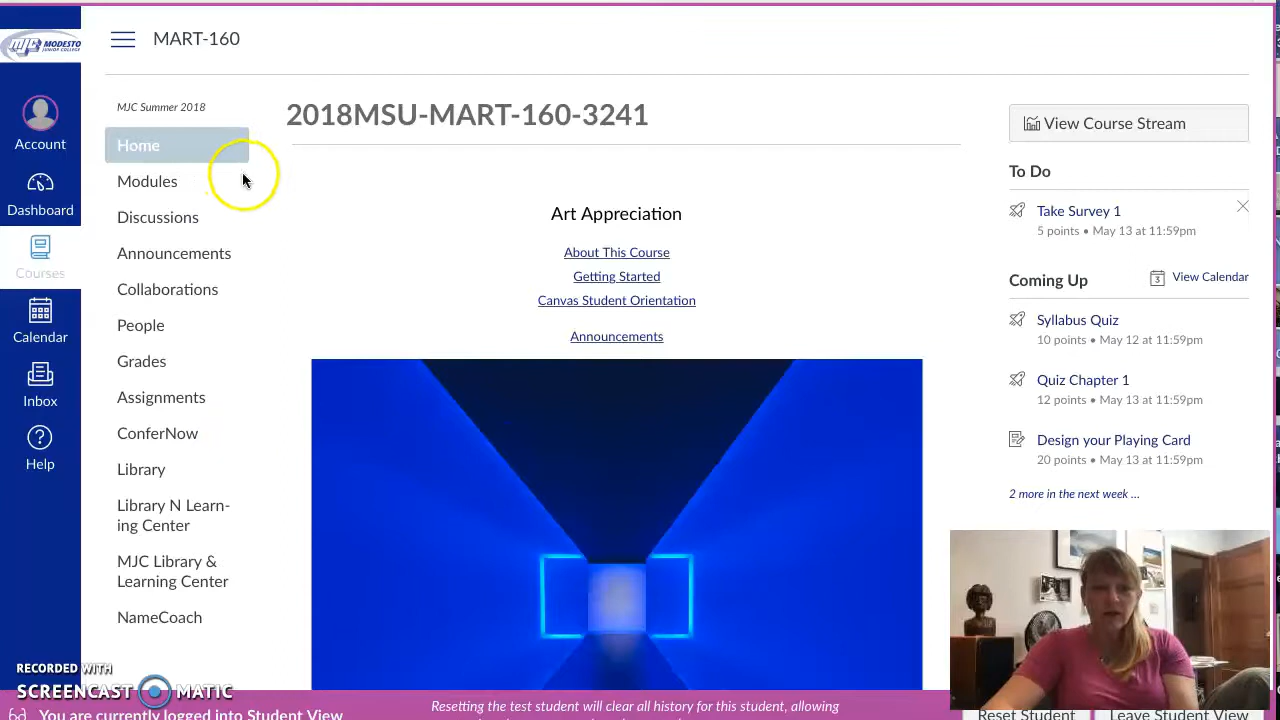 MJC MODESTO
JUNIOR COLLEGE
Account
Dashboard
Courses
Calendar
Inbox
Help
MART-160
MJC Summer 2018
Home
Modules
Discussions
Announcements
Collaborations
People
Grades
Assignments
ConferNow
Library
Library N Learn-
ing Center
MJC Library &
Learning Center
NameCoach
2018MSU-MART-160-3241
Art Appreciation
About This Course
Getting Started
Canvas Student Orientation
Announcements
View Course Stream
To Do
Take Survey 1
5 points • May 13 at 11:59pm
Coming Up
3 View Calendar
Syllabus Quiz
10 points • May 12 at 11:59pm
Quiz Chapter 1
12 points • May 13 at 11:59pm
Design your Playing Card
20 points • May 13 at 11:59pm
2 more in the next week ...
RECORDED WITH
SCREENCAST MATIC
You are currently logged into Student View
Resetting the test student will clear all history for this student, allowing
Reset Student
Leave Student View